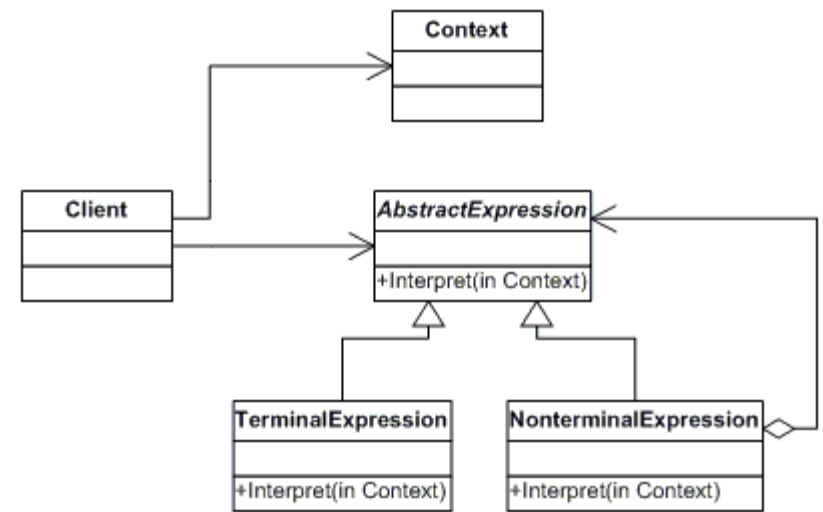 Context
Client
AbstractExpression
+Interpret(in Context)
TerminalExpression
+Interpret(in Context)
NonterminalExpression
+Interpret(in Context)